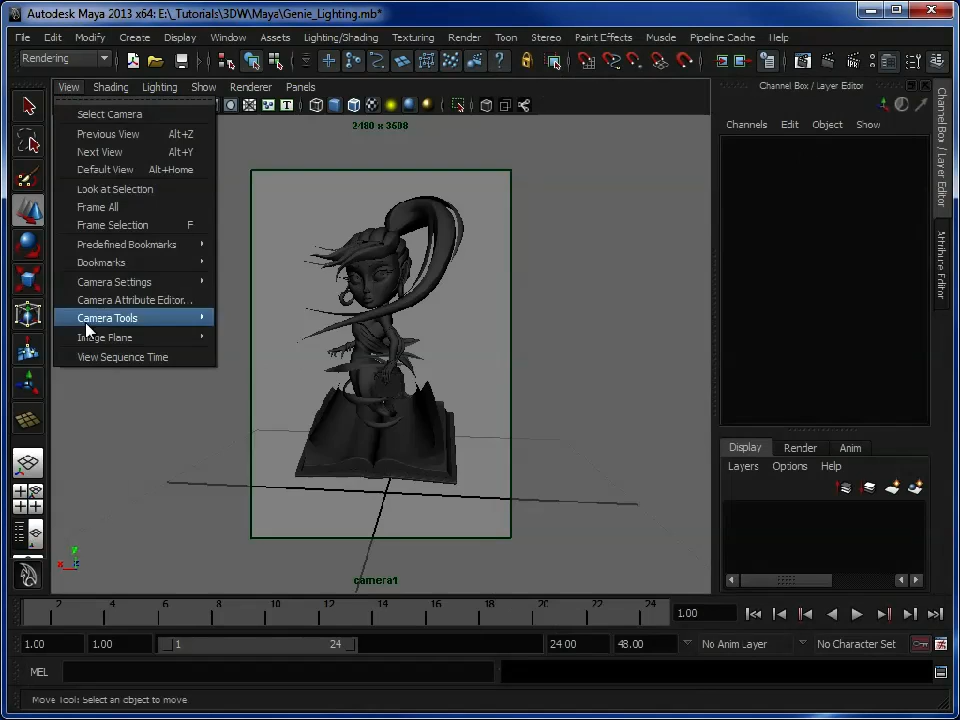 Autodesk Maya 2013 x64: E:\_Tutorials\3DW\Maya\Genie_Lighting.mb*
File Edit Modify Create Display Window Assets Lighting/Shading Texturing Render Toon Stereo Paint Effects Muscle Pipeline Cache Help
Rendering
View Shading Lighting Show Renderer Panels
Channel Box / Layer Editor
Select Camera
Previous View Alt+Z
Next View Alt+Y
Default View Alt+Home
Look at Selection
Frame All
Frame Selection F
Predefined Bookmarks
Bookmarks
Camera Settings
Camera Attribute Editor...
Camera Tools
Image Plane
View Sequence Time
2480 x 3508
camera1
y
x
z
Channels Edit Object Show
Channel Box / Layer Editor
Attribute Editor
Display Render Anim
Layers Options Help
2 4 6 8 10 12 14 16 18 20 22 24
1.00
1.00 1.00 1 24 24.00 48.00 No Anim Layer No Character Set
MEL
Move Tool: Select an object to move